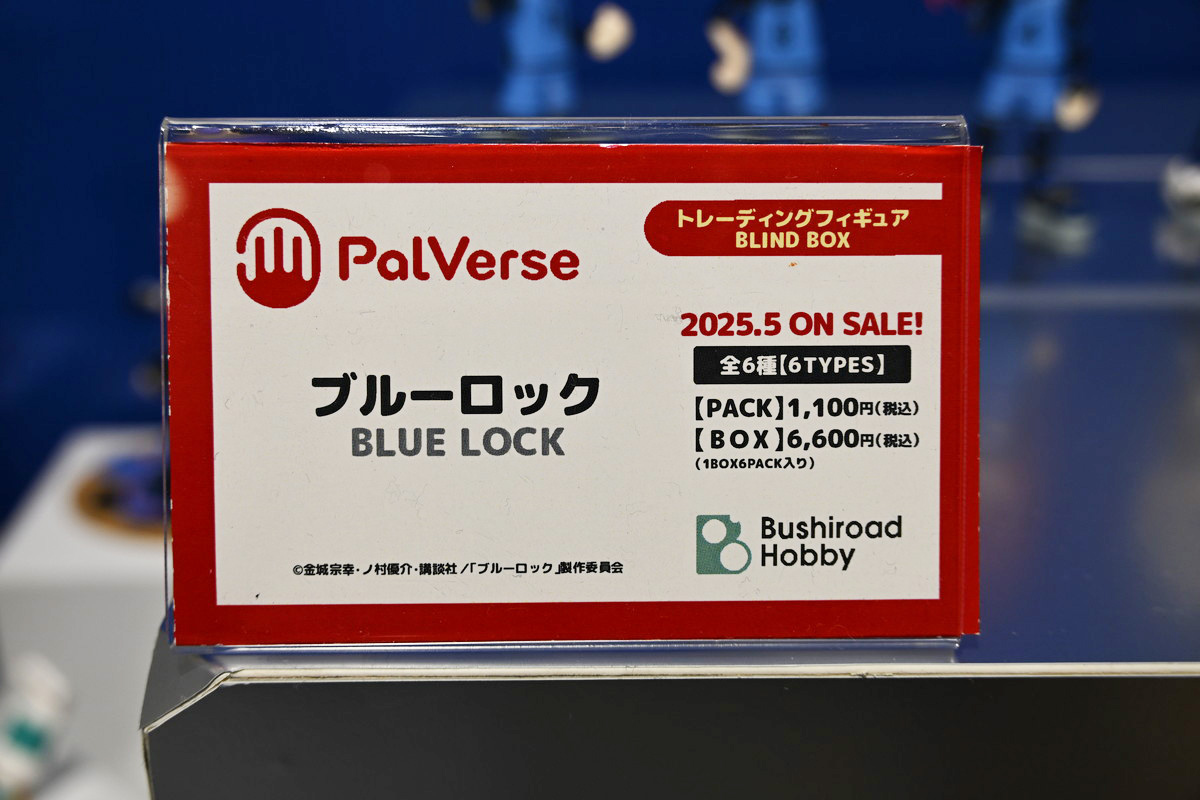 PalVerse
トレーディングフィギュア
BLIND BOX
2025.5 ON SALE!
全6種【6TYPES】
【PACK】1,100円(税込)
【BOX】6,600円(税込)
(1BOX6PACK入り)
ブルーロック
BLUE LOCK
©金城宗幸・ノ村優介・講談社/「ブルーロック」製作委員会
Bushiroad
Hobby